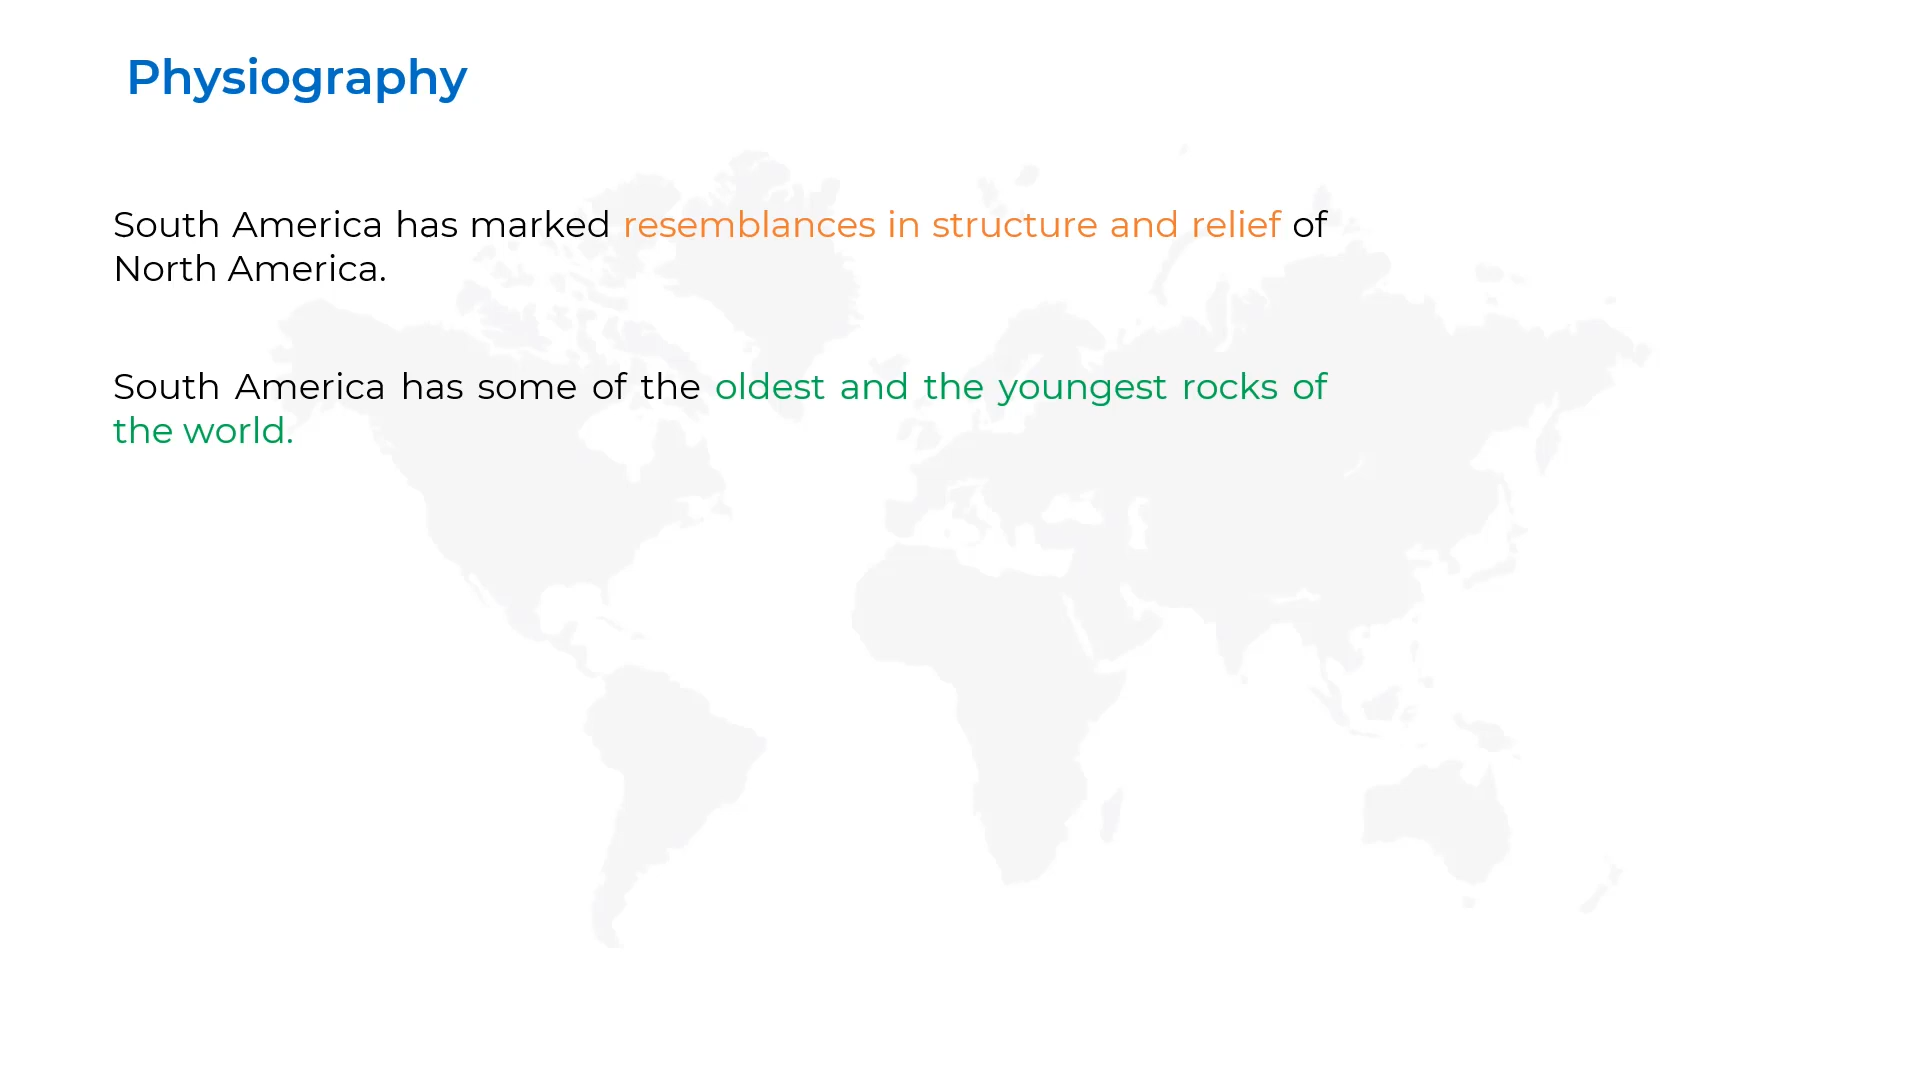 Physiography
South America has marked resemblances in structure and relief of
North America.
South America has some of the oldest and the youngest rocks of
the world.